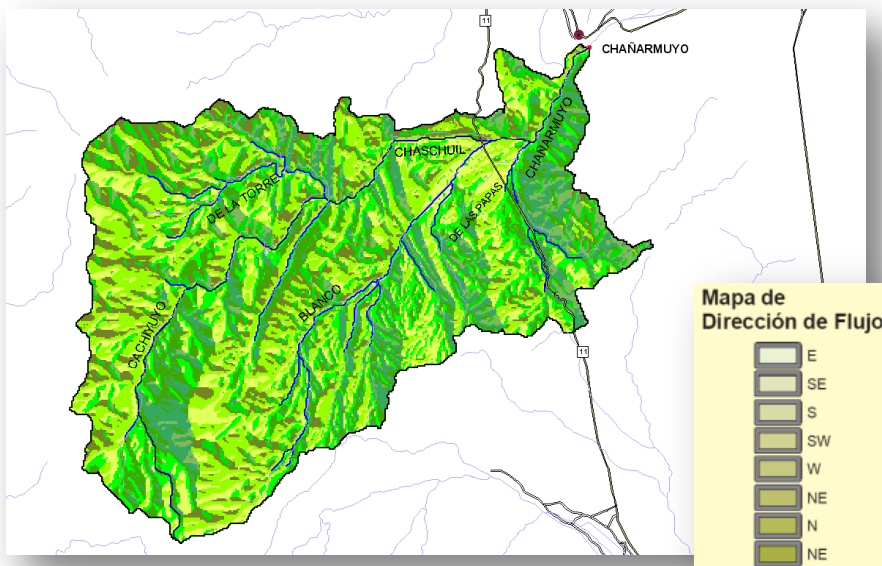 11
CHAÑARMUYO
CHAÑARMUYO
CHASCHUIL
DE LA TORRE
DE LAS PAPAS
BLANCO
CACHIYUYO
11
Mapa de
Dirección de Flujo
E
SE
S
SW
W
NE
N
NE